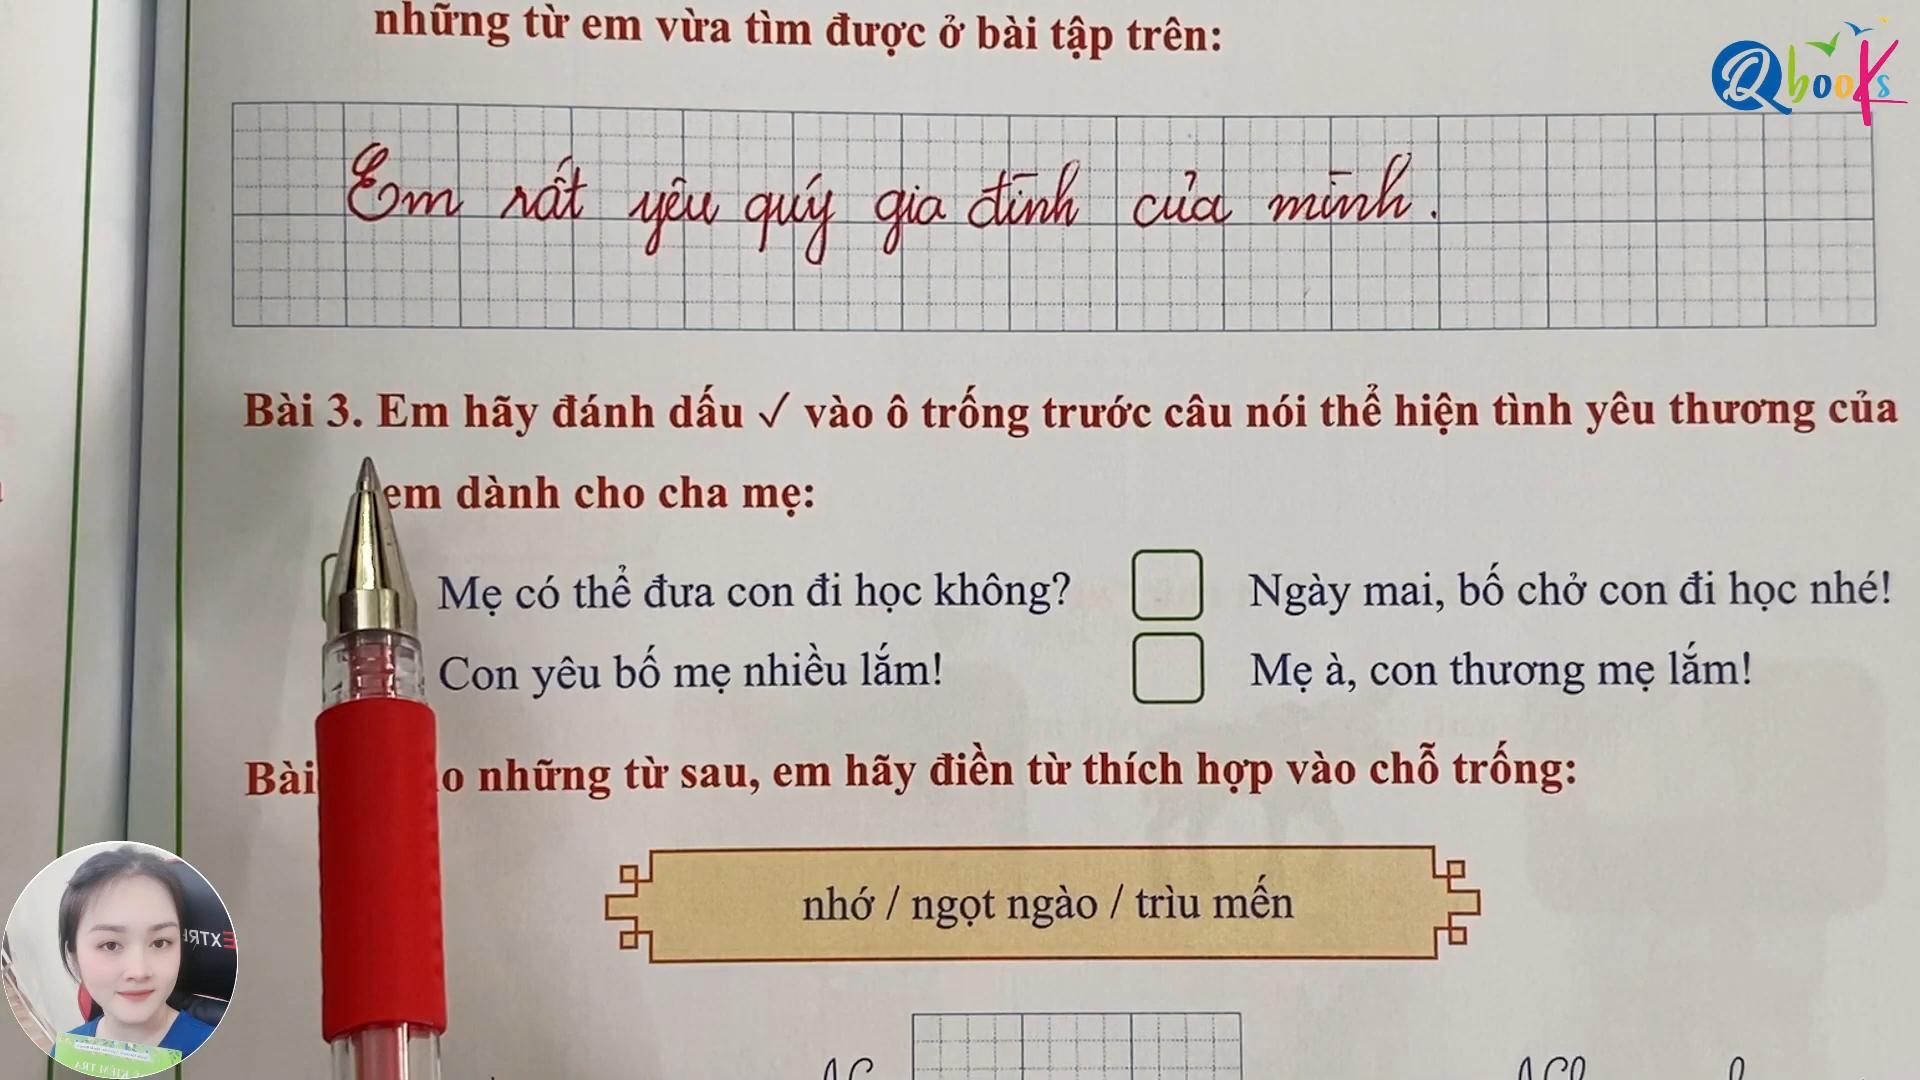 những từ em vừa tìm được ở bài tập trên:
Qbooks
Em rất yêu quý gia đình của mình.
Bài 3. Em hãy đánh dấu ✓ vào ô trống trước câu nói thể hiện tình yêu thương của
em dành cho cha mẹ:
Mẹ có thể đưa con đi học không?
Ngày mai, bố chở con đi học nhé!
Con yêu bố mẹ nhiều lắm!
Mẹ à, con thương mẹ lắm!
Bài o những từ sau, em hãy điền từ thích hợp vào chỗ trống:
nhớ / ngọt ngào / trìu mến